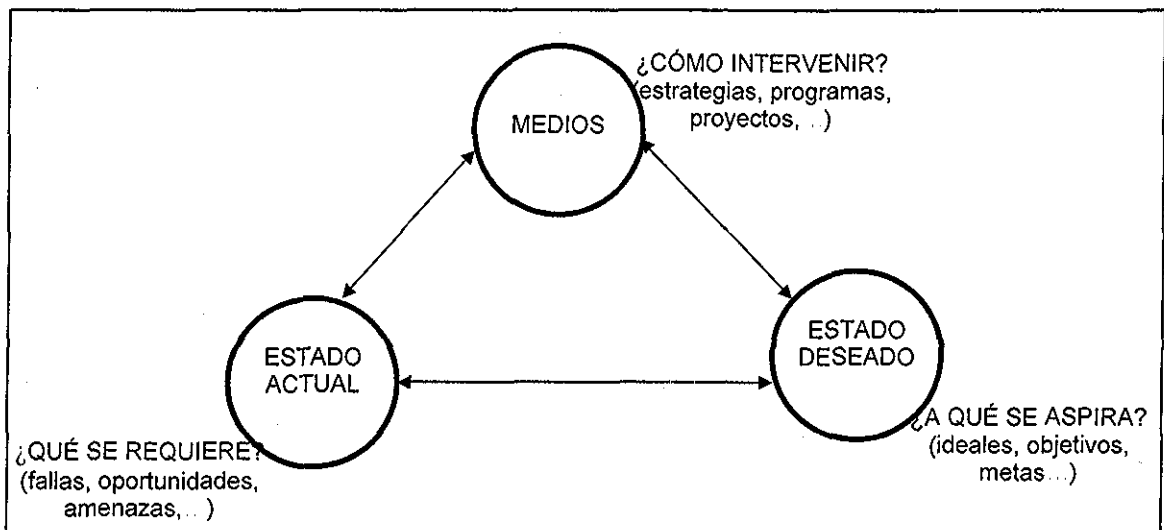 ¿CÓMO INTERVENIR?
(estrategias, programas,
proyectos, ...)
MEDIOS
ESTADO
ACTUAL
ESTADO
DESEADO
¿QUÉ SE REQUIERE?
(fallas, oportunidades,
amenazas, ...)
¿A QUÉ SE ASPIRA?
(ideales, objetivos,
metas...)